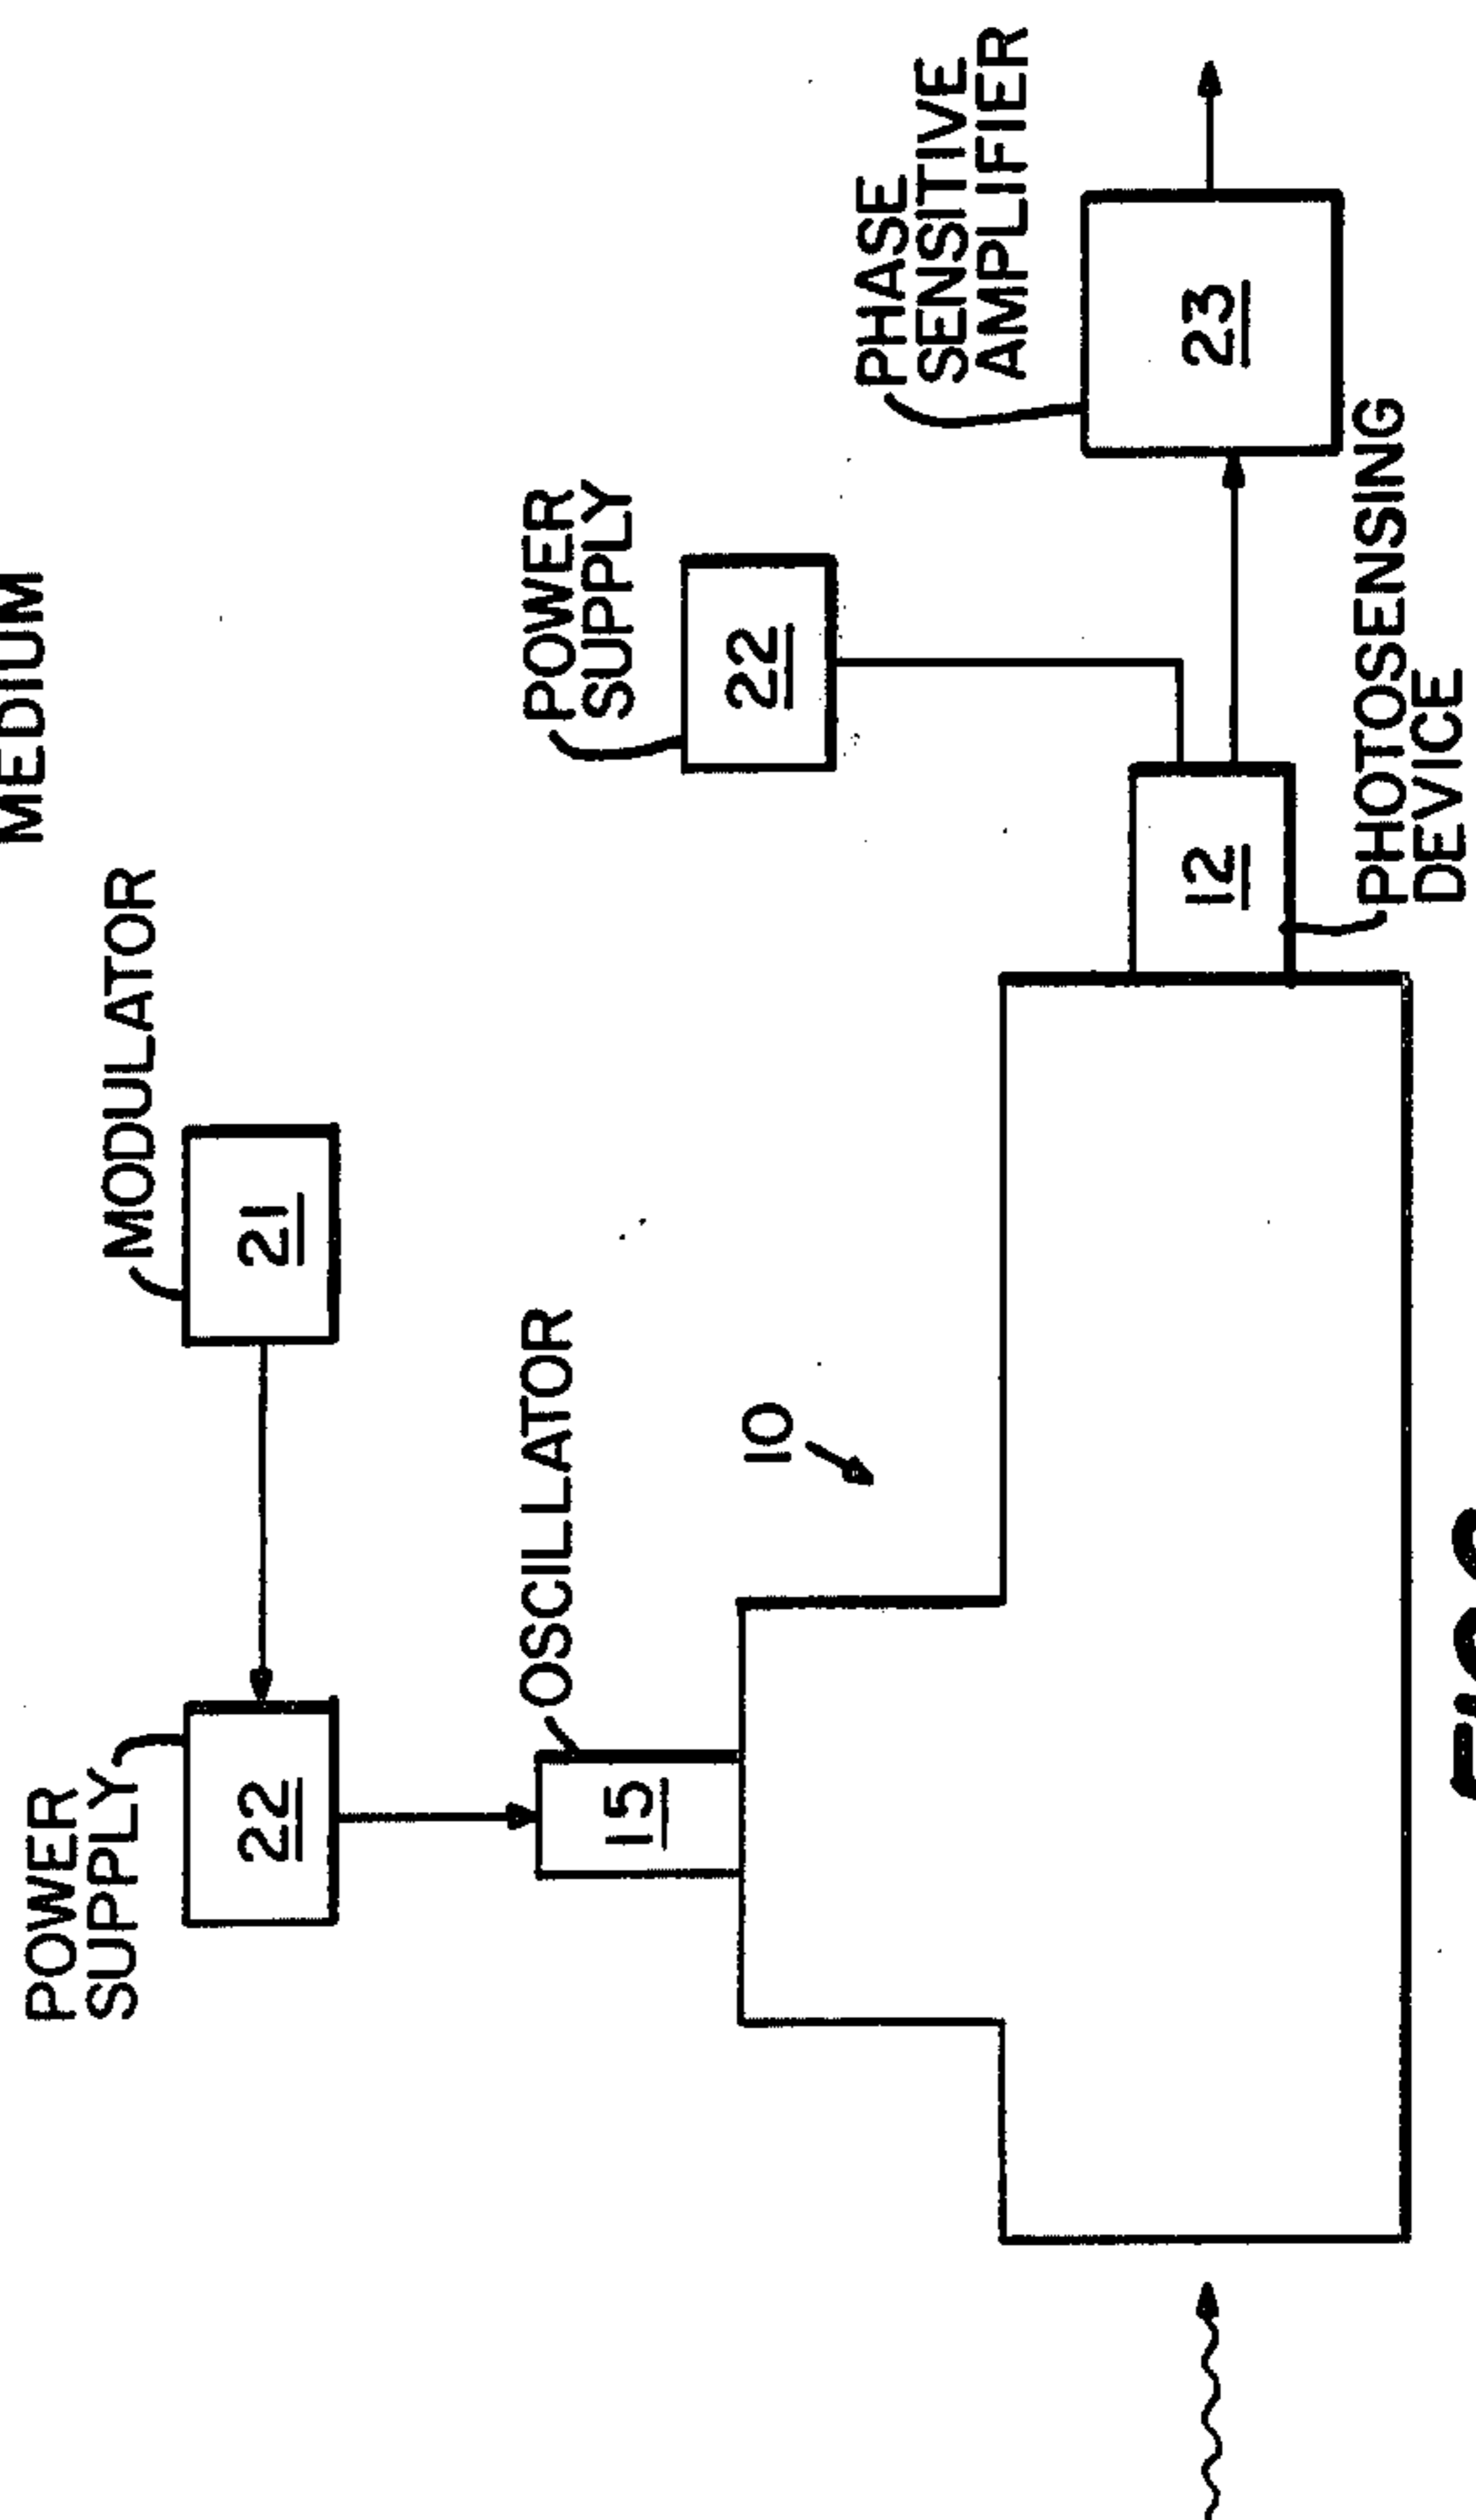 MEDIUM
POWER
SUPPLY
22
MODULATOR
21
OSCILLATOR
15
10
POWER
SUPPLY
22
PHASE
SENSITIVE
AMPLIFIER
23
12
PHOTOSENSING
DEVICE